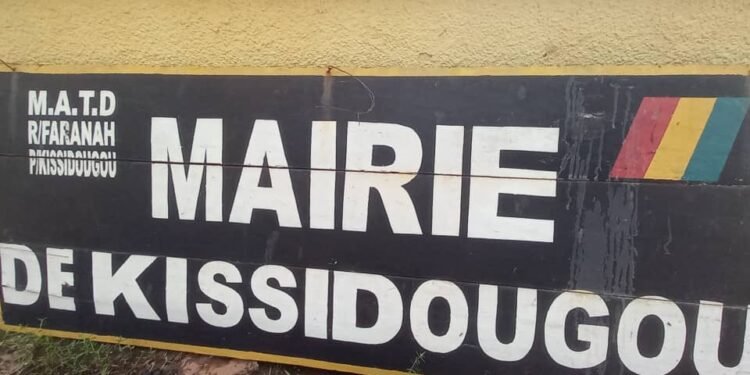 M.A.T.D
R/FARANAH
P/KISSIDOUGOU
MAIRIE
DE KISSIDOUGOU